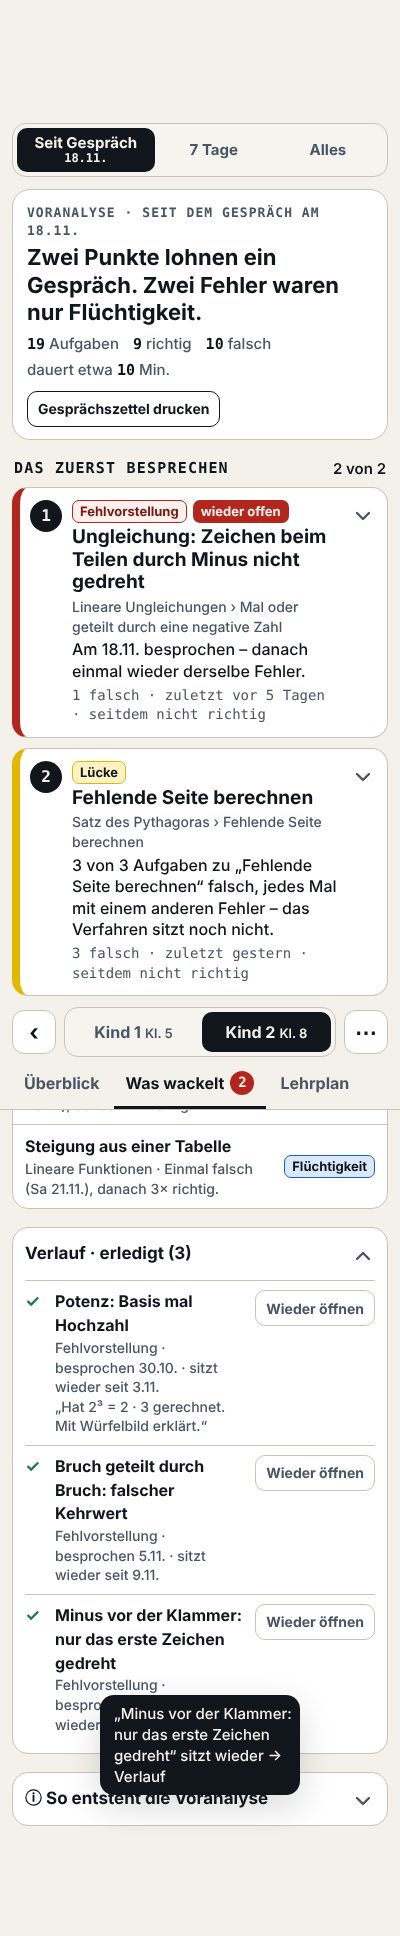 Seit Gespräch
18.11.
7 Tage
Alles
VORANALYSE · SEIT DEM GESPRÄCH AM
18.11.
Zwei Punkte lohnen ein
Gespräch. Zwei Fehler waren
nur Flüchtigkeit.
19 Aufgaben 9 richtig 10 falsch
dauert etwa 10 Min.
Gesprächszettel drucken
DAS ZUERST BESPRECHEN
2 von 2
1
Fehlvorstellung
wieder offen
Ungleichung: Zeichen beim
Teilen durch Minus nicht
gedreht
Lineare Ungleichungen › Mal oder
geteilt durch eine negative Zahl
Am 18.11. besprochen – danach
einmal wieder derselbe Fehler.
1 falsch · zuletzt vor 5 Tagen
· seitdem nicht richtig
2
Lücke
Fehlende Seite berechnen
Satz des Pythagoras › Fehlende Seite
berechnen
3 von 3 Aufgaben zu „Fehlende
Seite berechnen“ falsch, jedes Mal
mit einem anderen Fehler – das
Verfahren sitzt noch nicht.
3 falsch · zuletzt gestern ·
seitdem nicht richtig
‹
Kind 1 Kl. 5
Kind 2 Kl. 8
⋯
Überblick
Was wackelt 2
Lehrplan
Steigung aus einer Tabelle
Lineare Funktionen · Einmal falsch
(Sa 21.11.), danach 3× richtig.
Flüchtigkeit
Verlauf · erledigt (3)
✓ Potenz: Basis mal
Hochzahl
Wieder öffnen
Fehlvorstellung ·
besprochen 30.10. · sitzt
wieder seit 3.11.
„Hat 2³ = 2 · 3 gerechnet.
Mit Würfelbild erklärt.“
✓ Bruch geteilt durch
Bruch: falscher
Kehrwert
Wieder öffnen
Fehlvorstellung ·
besprochen 5.11. · sitzt
wieder seit 9.11.
✓ Minus vor der Klammer:
nur das erste Zeichen
gedreht
Wieder öffnen
Fehlvorstellung ·
„Minus vor der Klammer:
nur das erste Zeichen
gedreht“ sitzt wieder →
Verlauf
ⓘ So entsteht die Voranalyse